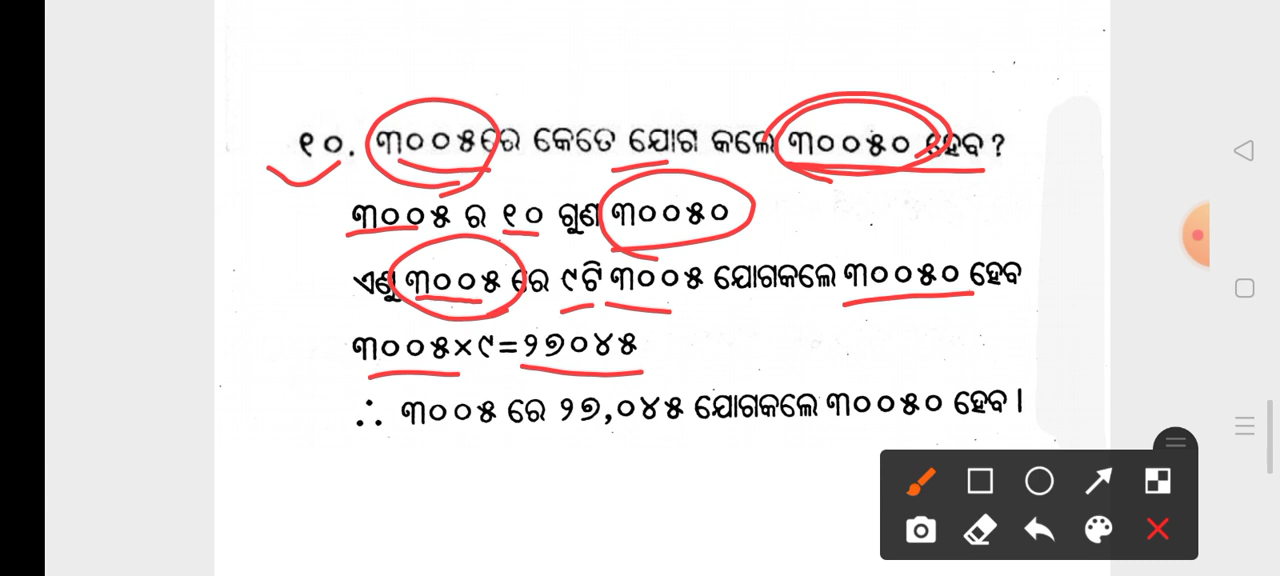 ୧୦. ୩୦୦୫ରେ କେତେ ଯୋଗ କଲେ ୩୦୦୫୦ ହେବ ?
୩୦୦୫ ର ୧୦ ଗୁଣ ୩୦୦୫୦
ଏଣୁ ୩୦୦୫ ରେ ୯ଟି ୩୦୦୫ ଯୋଗକଲେ ୩୦୦୫୦ ହେବ
୩୦୦୫×୯=୨୭୦୪୫
∴ ୩୦୦୫ ରେ ୨୭,୦୪୫ ଯୋଗକଲେ ୩୦୦୫୦ ହେବ।